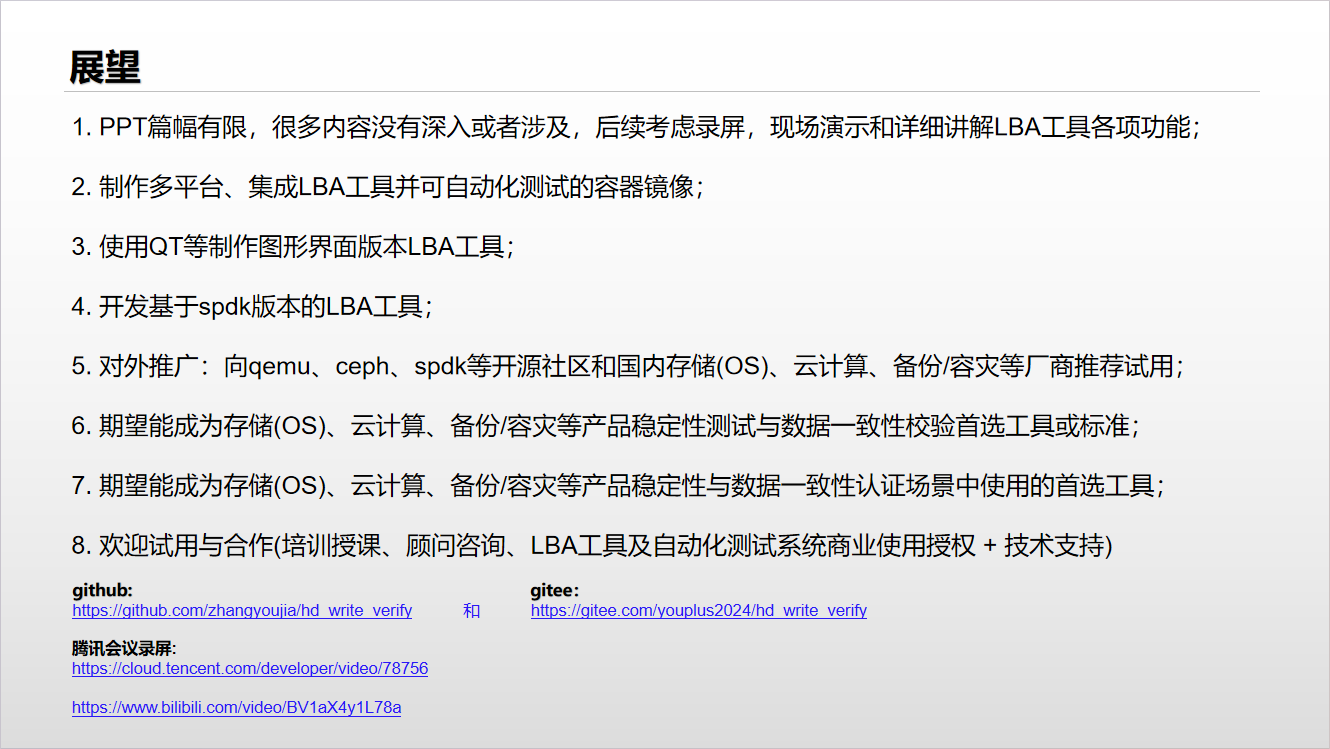 展望
1. PPT篇幅有限，很多内容没有深入或者涉及，后续考虑录屏，现场演示和详细讲解LBA工具各项功能；
2. 制作多平台、集成LBA工具并可自动化测试的容器镜像；
3. 使用QT等制作图形界面版本LBA工具；
4. 开发基于spdk版本的LBA工具；
5. 对外推广：向qemu、ceph、spdk等开源社区和国内存储(OS)、云计算、备份/容灾等厂商推荐试用；
6. 期望能成为存储(OS)、云计算、备份/容灾等产品稳定性测试与数据一致性校验首选工具或标准；
7. 期望能成为存储(OS)、云计算、备份/容灾等产品稳定性与数据一致性认证场景中使用的首选工具；
8. 欢迎试用与合作(培训授课、顾问咨询、LBA工具及自动化测试系统商业使用授权 + 技术支持)
github: gitee：
https://github.com/zhangyoujia/hd_write_verify 和 https://gitee.com/youplus2024/hd_write_verify
腾讯会议录屏:
https://cloud.tencent.com/developer/video/78756
https://www.bilibili.com/video/BV1aX4y1L78a